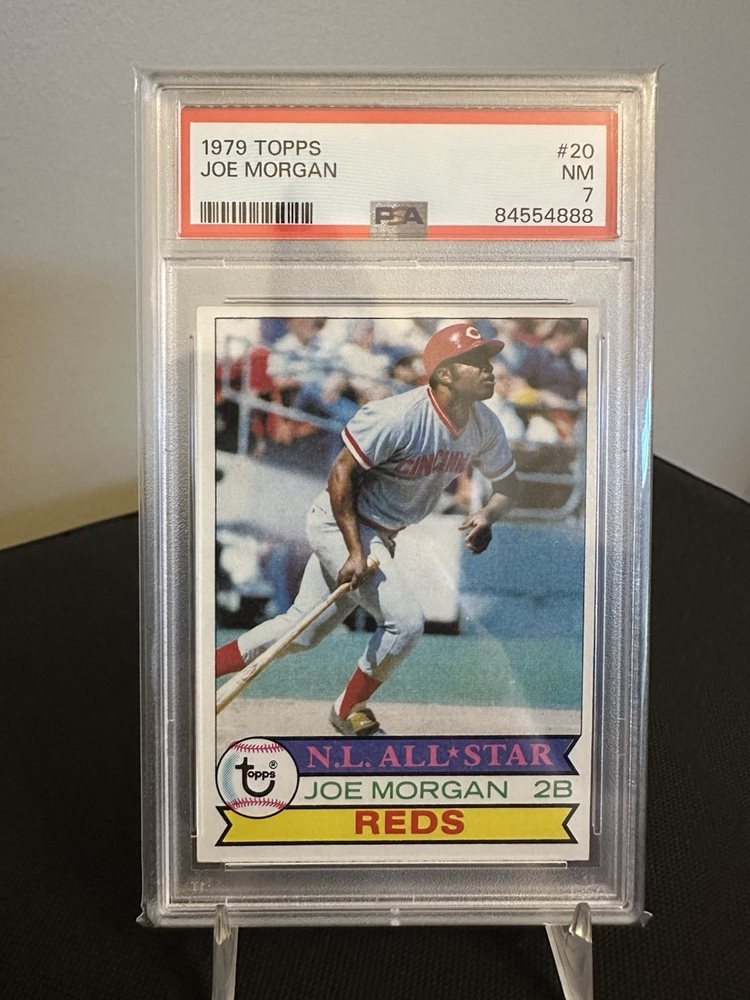 1979 TOPPS #20
JOE MORGAN NM
7
PSA 84554888
C
CINCINNATI
N.L. ALL★STAR
topps®
JOE MORGAN 2B
REDS